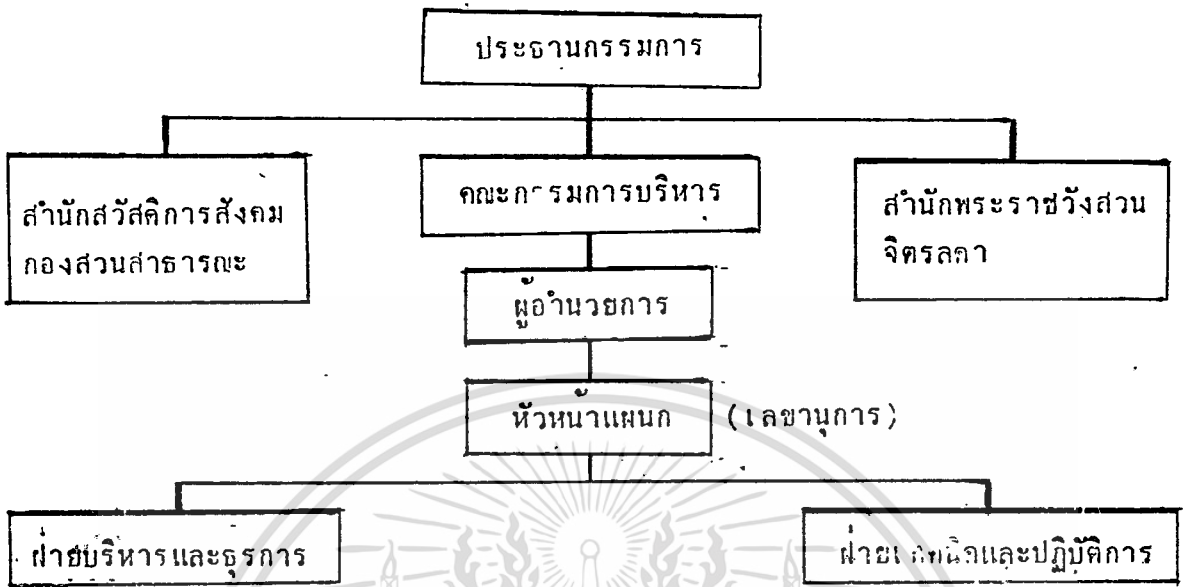 ประธานกรรมการ
สำนักสวัสดิการสังคม
กองสวนสาธารณะ
คณะกรรมการบริหาร
สำนักพระราชวังสวน
จิตรลดา
ผู้อำนวยการ
หัวหน้าแผนก (เลขานุการ)
ฝ่ายบริหารและธุรการ
ฝ่ายเทคนิคและปฏิบัติการ